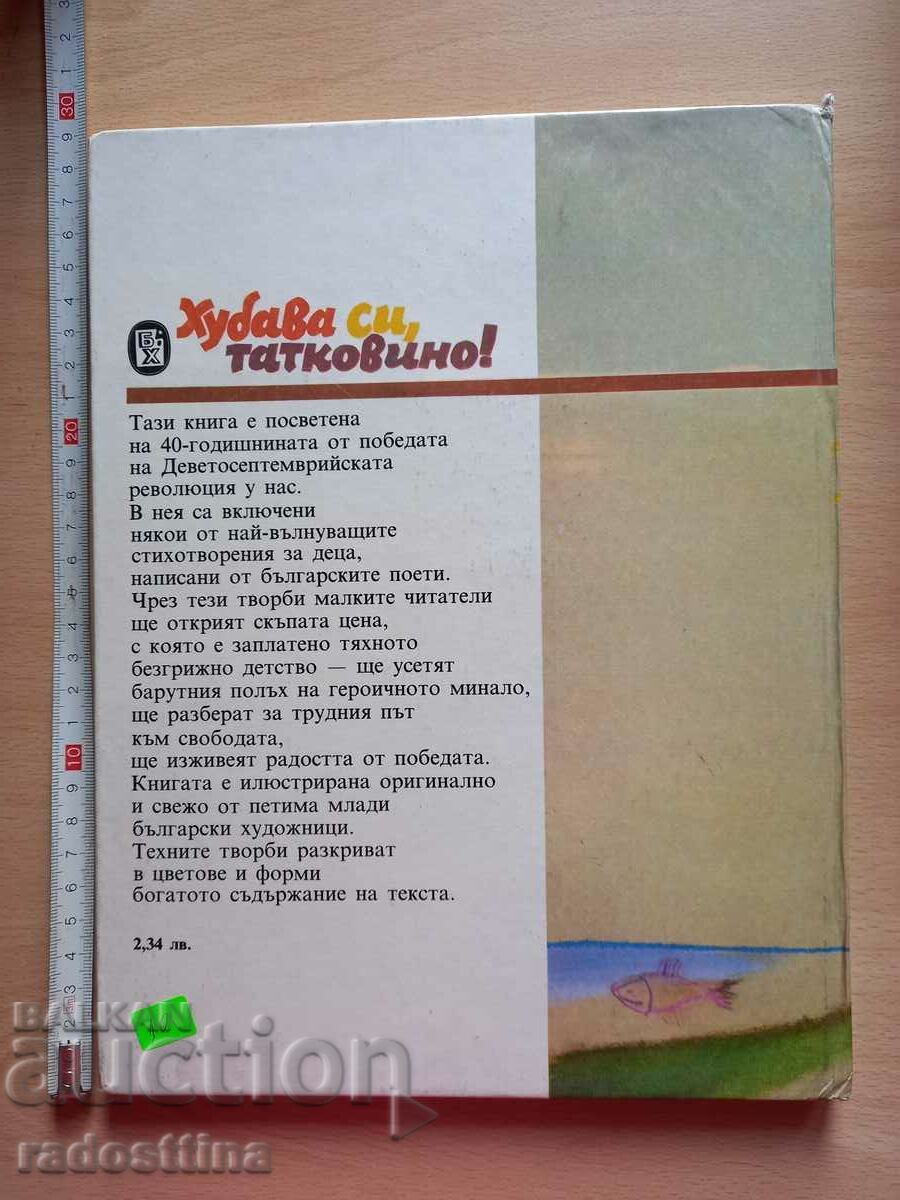 Хубава си,
татковино!
БХ
Тази книга е посветена
на 40-годишнината от победата
на Деветосептемврийската
революция у нас.
В нея са включени
някои от най-вълнуващите
стихотворения за деца,
написани от българските поети.
Чрез тези творби малките читатели
ще открият скъпата цена,
с която е заплатено тяхното
безгрижно детство — ще усетят
барутния полъх на героичното минало,
ще разберат за трудния път
към свободата,
ще изживеят радостта от победата.
Книгата е илюстрирана оригинално
и свежо от петима млади
български художници.
Техните творби разкриват
в цветове и форми
богатото съдържание на текста.
2,34 лв.
BALKAN
auction
radosttina